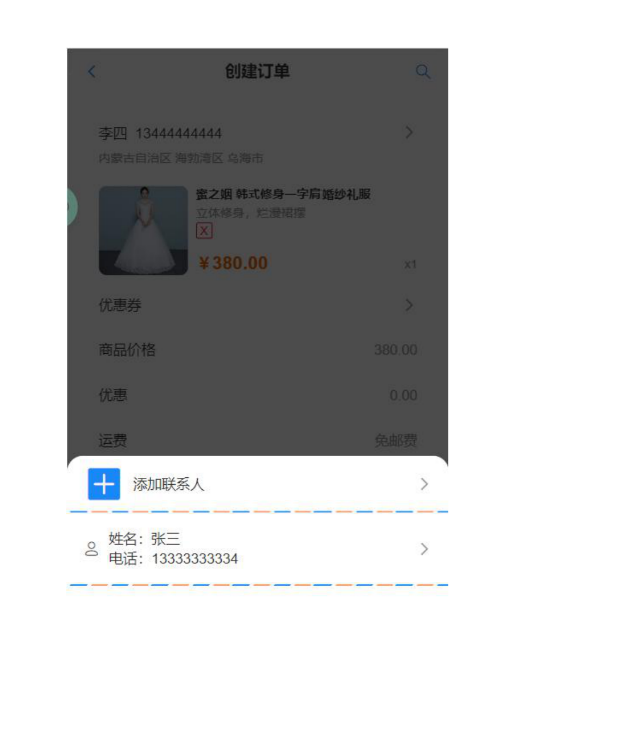 创建订单
李四 13444444444
内蒙古自治区 海勃湾区 乌海市
蜜之姻 韩式修身一字肩婚纱礼服
立体修身，烂漫裙摆
X
￥380.00 x1
优惠券
商品价格 380.00
优惠 0.00
运费 免邮费
添加联系人
姓名：张三
电话：13333333334